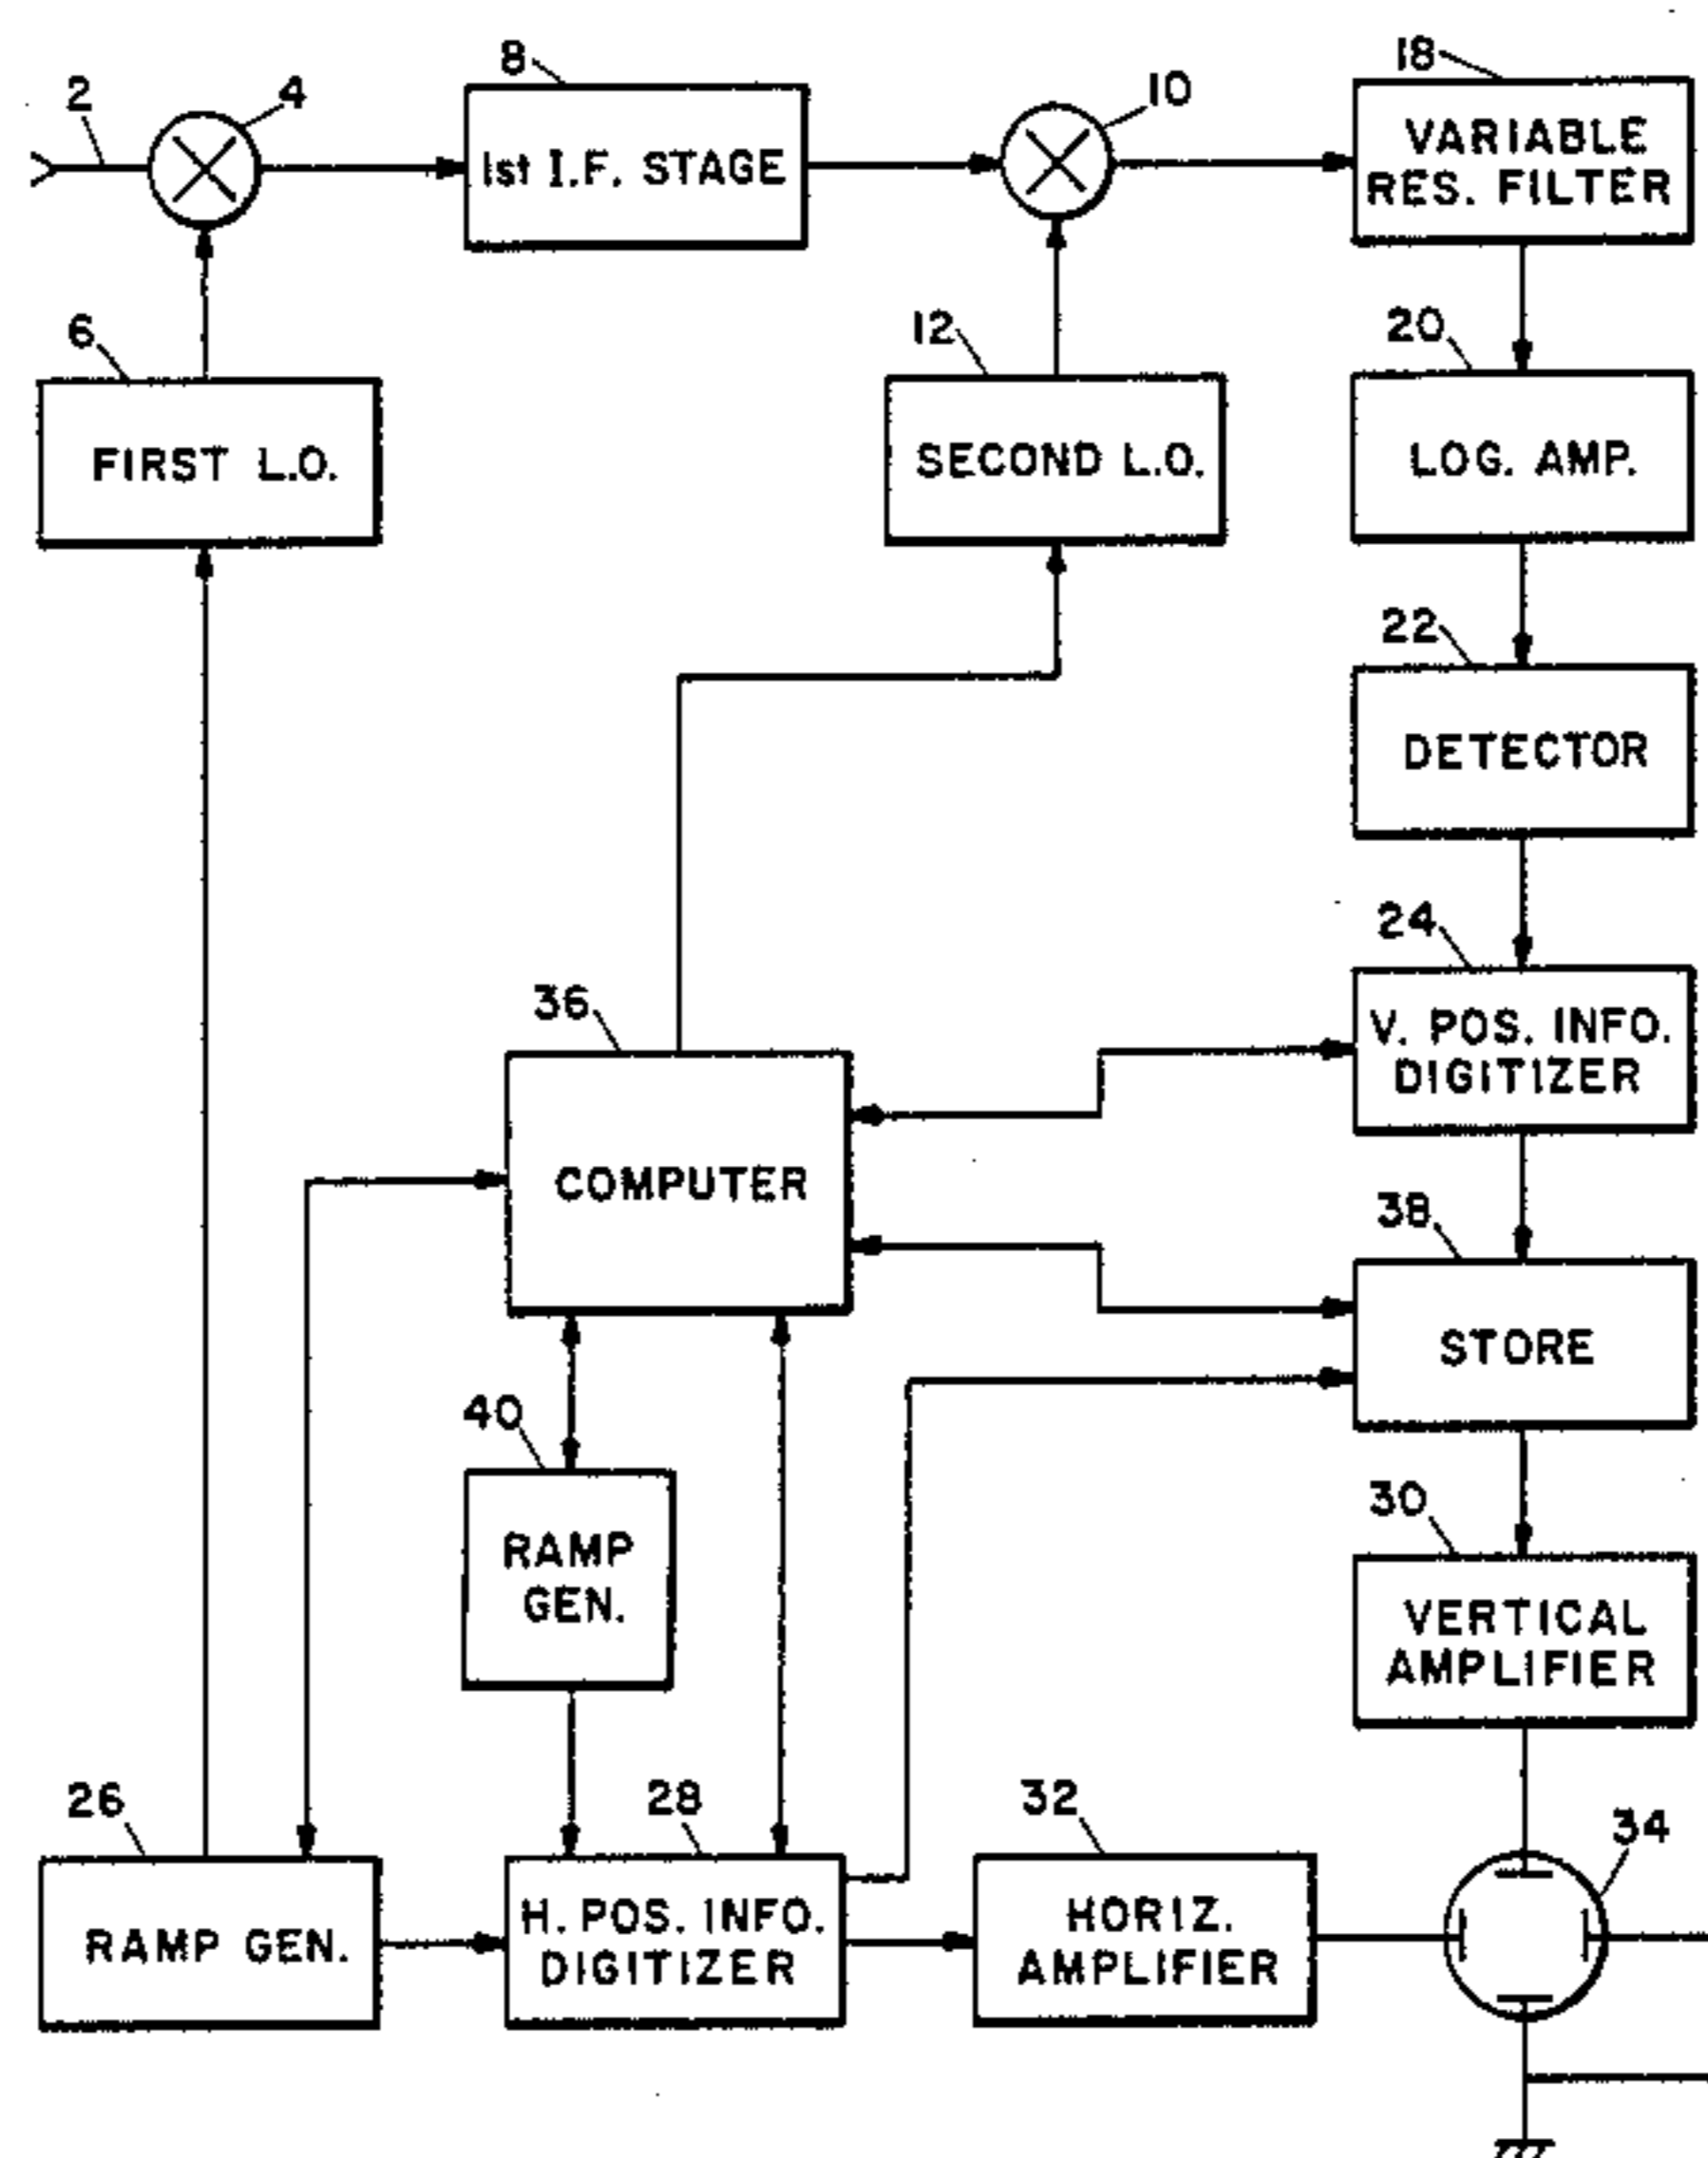 2
4
8
1st I.F. STAGE
10
18
VARIABLE
RES. FILTER
6
FIRST L.O.
12
SECOND L.O.
20
LOG. AMP.
22
DETECTOR
24
V. POS. INFO.
DIGITIZER
36
COMPUTER
38
STORE
40
RAMP
GEN.
30
VERTICAL
AMPLIFIER
26
RAMP GEN.
28
H. POS. INFO.
DIGITIZER
32
HORIZ.
AMPLIFIER
34